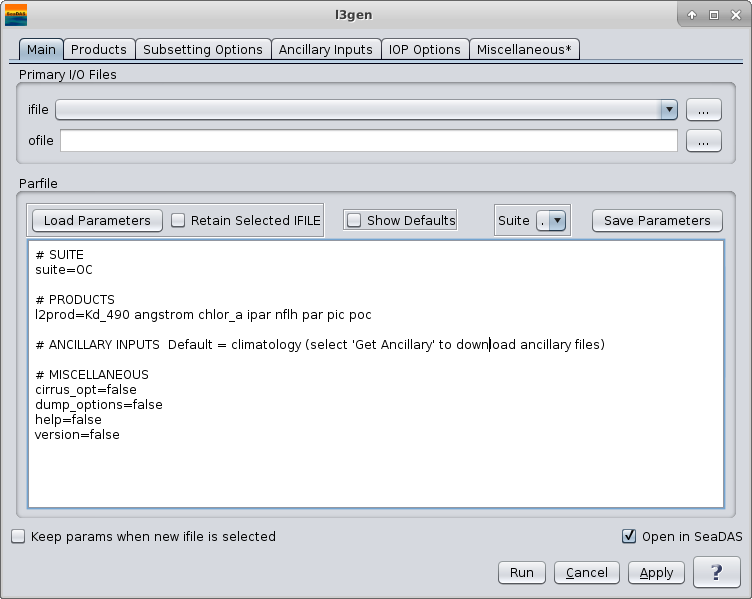 SeaDAS
l3gen
Main Products Subsetting Options Ancillary Inputs IOP Options Miscellaneous*
Primary I/O Files
ifile ...
ofile ...
Parfile
Load Parameters Retain Selected IFILE Show Defaults Suite . Save Parameters
# SUITE
suite=OC
# PRODUCTS
l2prod=Kd_490 angstrom chlor_a ipar nflh par pic poc
# ANCILLARY INPUTS  Default = climatology (select 'Get Ancillary' to download ancillary files)
# MISCELLANEOUS
cirrus_opt=false
dump_options=false
help=false
version=false
Keep params when new ifile is selected Open in SeaDAS
Run Cancel Apply ?